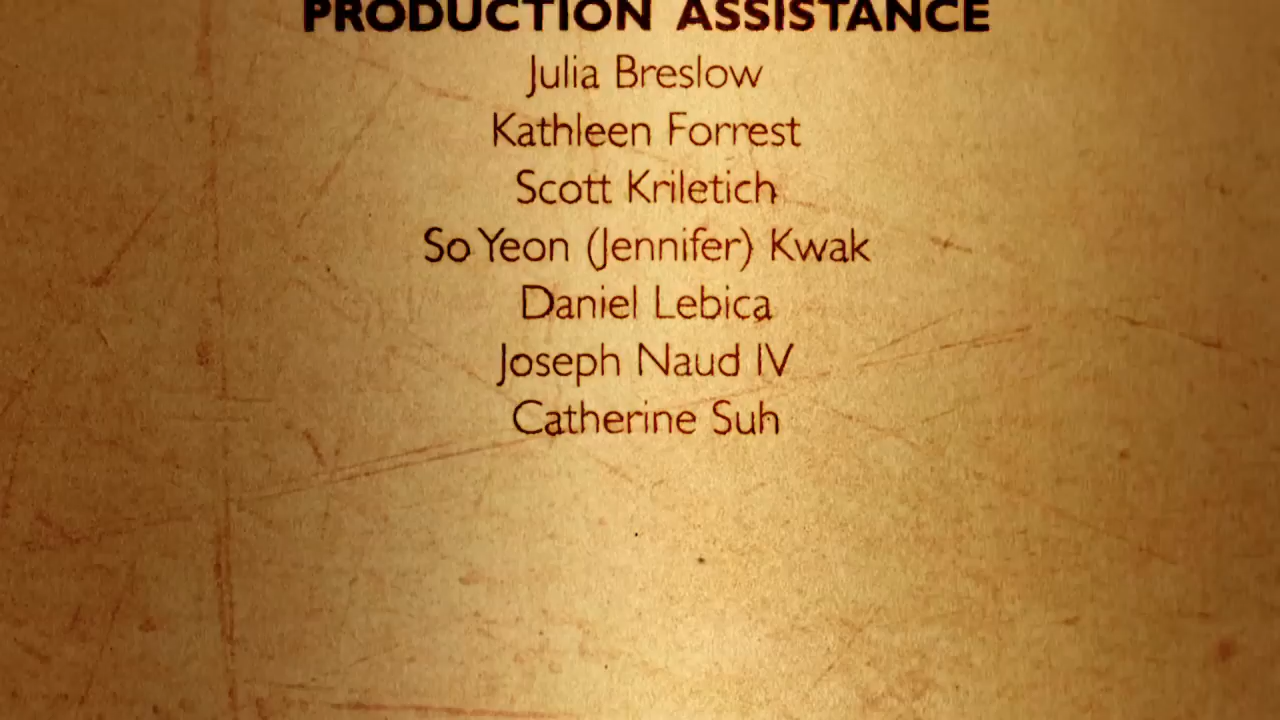 PRODUCTION ASSISTANCE
Julia Breslow
Kathleen Forrest
Scott Kriletich
So Yeon (Jennifer) Kwak
Daniel Lebica
Joseph Naud IV
Catherine Suh